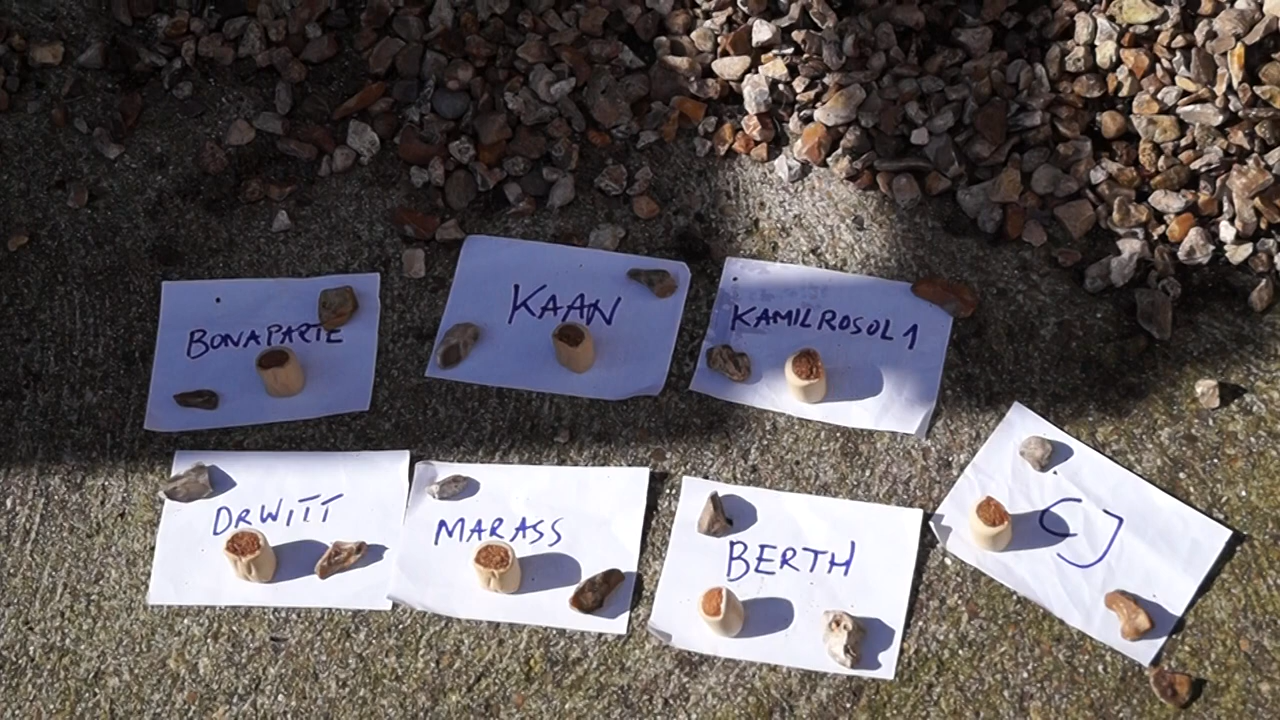 BONAPARTE
KAAN
KAMILROSOL1
DRWITT
MARASS
BERTH
CJ